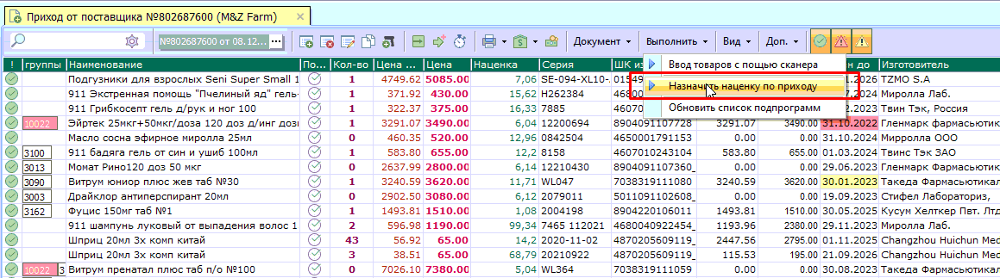 Приход от поставщика №802687600 (M&Z Farm)
№802687600 от 08.12... ... Документ Выполнить Вид Доп.
! группы Наименование По... Кол-во Цена ... Цена Наценка Серия ШК из до Изготовитель
Ввод товаров с пощью сканера
Назначить наценку по приходу
Обновить список подпрограмм
Подгузники для взрослых Seni Super Small 1 1 4749.62 5085.00 7,06 SE-094-XL10- .2026 TZMO S.A
911 Экстренная помощь "Пчелиный яд" гель- 1 371.92 430.00 15,62 H262384 .2024 Миролла Лаб.
911 Грибкосепт гель д/рук и ног 100 1 322.37 375.00 16,33 7885 .2023 Твин Тэк, Россия
10022 Эйртек 25мкг+50мкг/доза 120 доз д/инг дози 1 3291.07 3490.00 6,04 12200694 8904091107728 3291.07 3490.00 31.10.2022 Гленмарк фармасьютик
Масло сосна эфирное миролла 25мл 0 460.35 520.00 12,96 0842504 4650001791153 0.00 0.00 31.10.2024 Мирролла ООО
3100 911 бадяга гель от син и ушиб 100мл 1 583.80 655.00 12,2 8158 4607010243104 583.80 655.00 01.03.2024 Твинс Тэк ЗАО
3013 Момат Рино120 доз 50 мкг 0 2637.99 2800.00 6,14 12210430 8904091107360_ 0.00 0.00 29.06.2023 Гленмарк Фармасьютик
3090 Витрум юниор плюс жев таб №30 1 3240.59 3620.00 11,71 WL047 7038319111080 3240.59 3620.00 30.01.2023 Такеда Фармасьютикал
3003 Драйклор антиперспирант 20мл 0 2902.50 3080.00 6,12 2079011 5011091102608_ 0.00 0.00 19.09.2023 Стифел Лабораториз,
3162 Фуцис 150мг таб №1 1 1493.81 1510.00 1,08 2004198 8904220106011 1493.81 1510.00 30.05.2025 Кусум Хелткер Пвт. Лтд
911 шампунь луковый от выпадения волос 1 2 596.98 1190.00 99,34 7465 112021 4680040922454_ 1193.96 2380.00 29.11.2023 Миролла Лаб.
Шприц 20мл 3х комп китай 43 56.92 65.00 14,2 2020-11-02 4870205609119_ 2447.56 2795.00 01.11.2025 Changzhou Huichun Med
Шприц 20мл 3х комп китай 3 38.51 65.00 68,79 20210922 4870205609119_ 115.53 195.00 21.09.2026 Changzhou Huichun Med
10022 3 Витрум пренатал плюс таб п/о №100 0 7026.10 7380.00 5,04 WL364 7038319111097 0.00 0.00 30.08.2023 Такеда Фармасьютикал